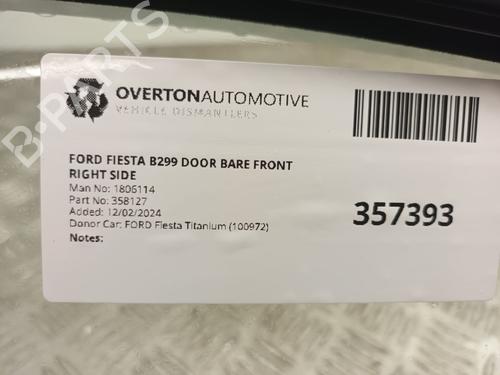 B-PARTS
OVERTONAUTOMOTIVE
VEHICLE DISMANTLERS
FORD FIESTA B299 DOOR BARE FRONT
RIGHT SIDE
Man No: 1806114
Part No: 358127
Added: 12/02/2024
Donor Car: FORD Fiesta Titanium (100972)
Notes:
357393